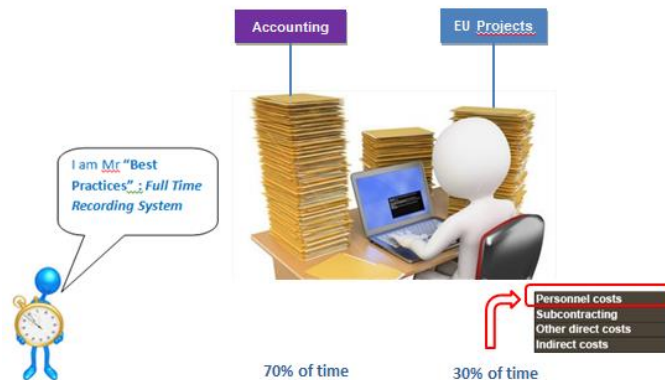 Accounting
EU Projects
I am Mr “Best
Practices” : Full Time
Recording System
Personnel costs
Subcontracting
Other direct costs
Indirect costs
70% of time
30% of time